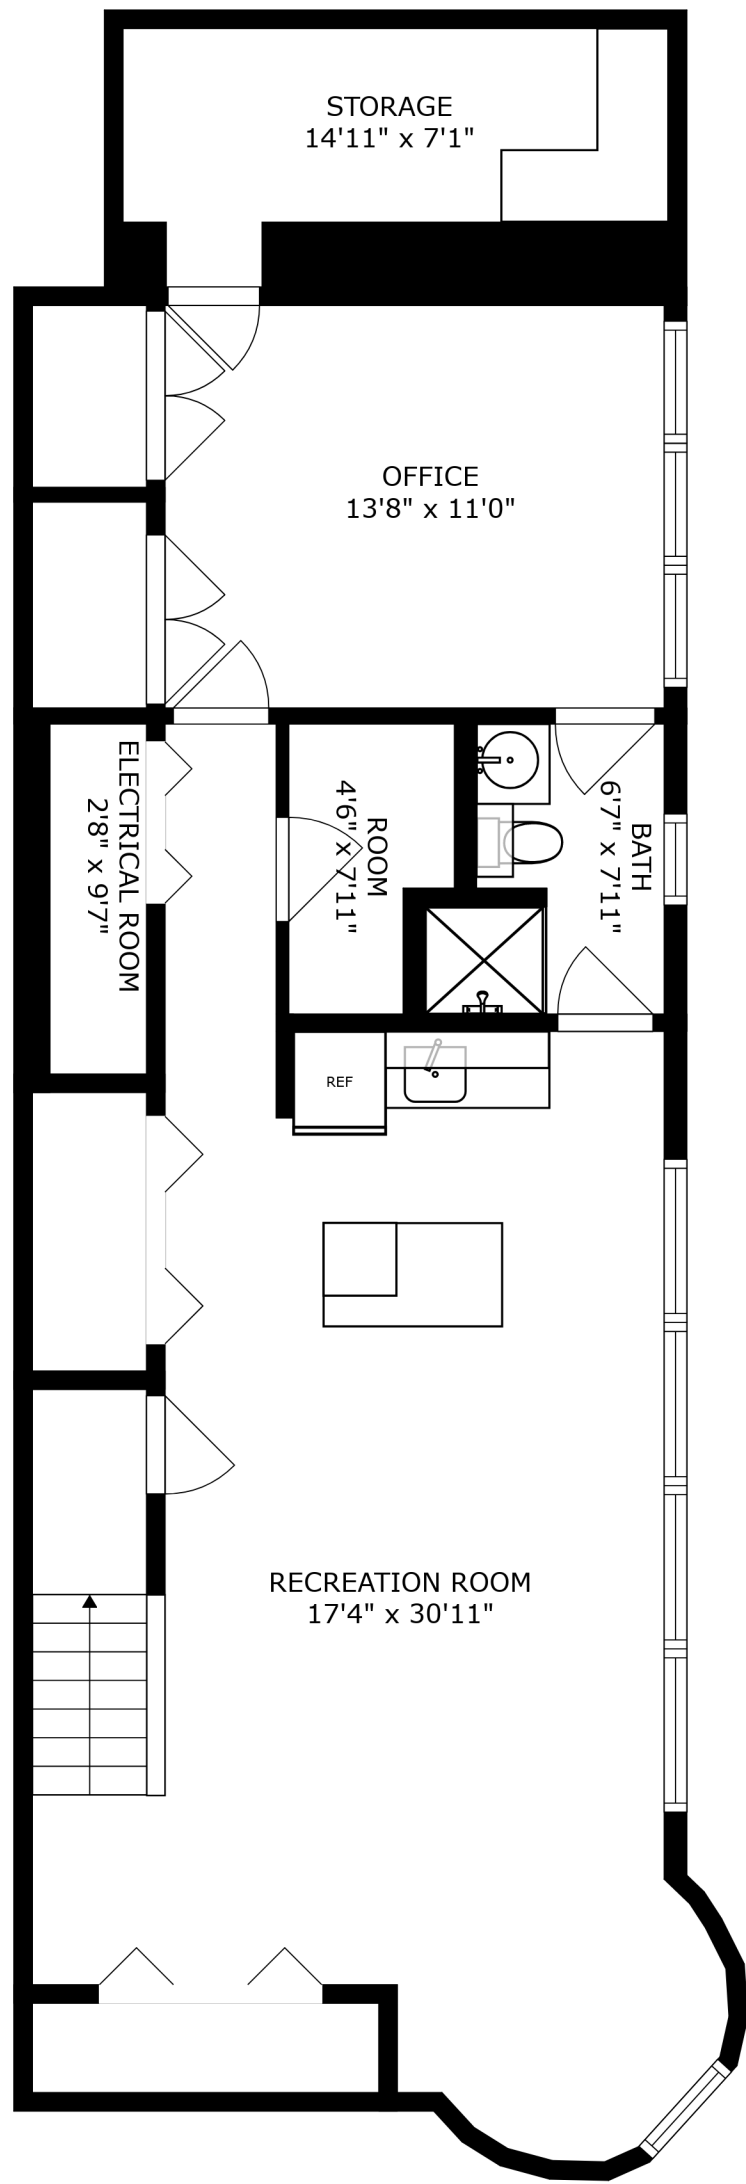 STORAGE
14'11" x 7'1"
OFFICE
13'8" x 11'0"
ELECTRICAL ROOM
2'8" x 9'7"
ROOM
4'6" x 7'11"
BATH
6'7" x 7'11"
REF
RECREATION ROOM
17'4" x 30'11"